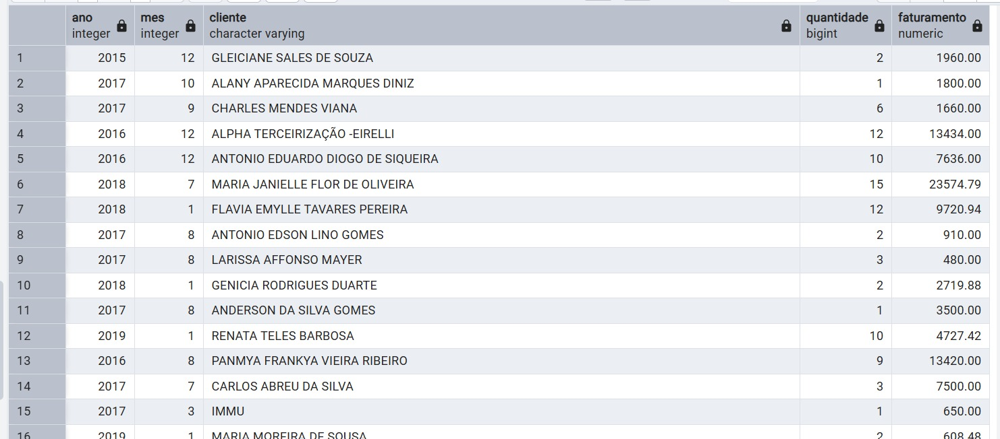 ano mes cliente quantidade faturamento
integer integer character varying bigint numeric
1 2015 12 GLEICIANE SALES DE SOUZA 2 1960.00
2 2017 10 ALANY APARECIDA MARQUES DINIZ 1 1800.00
3 2017 9 CHARLES MENDES VIANA 6 1660.00
4 2016 12 ALPHA TERCEIRIZAÇÃO -EIRELLI 12 13434.00
5 2016 12 ANTONIO EDUARDO DIOGO DE SIQUEIRA 10 7636.00
6 2018 7 MARIA JANIELLE FLOR DE OLIVEIRA 15 23574.79
7 2018 1 FLAVIA EMYLLE TAVARES PEREIRA 12 9720.94
8 2017 8 ANTONIO EDSON LINO GOMES 2 910.00
9 2017 8 LARISSA AFFONSO MAYER 3 480.00
10 2018 1 GENICIA RODRIGUES DUARTE 2 2719.88
11 2017 8 ANDERSON DA SILVA GOMES 1 3500.00
12 2019 1 RENATA TELES BARBOSA 10 4727.42
13 2016 8 PANMYA FRANKYA VIEIRA RIBEIRO 9 13420.00
14 2017 7 CARLOS ABREU DA SILVA 3 7500.00
15 2017 3 IMMU 1 650.00
16 2019 1 MARIA MOREIRA DE SOUSA 2 608.48